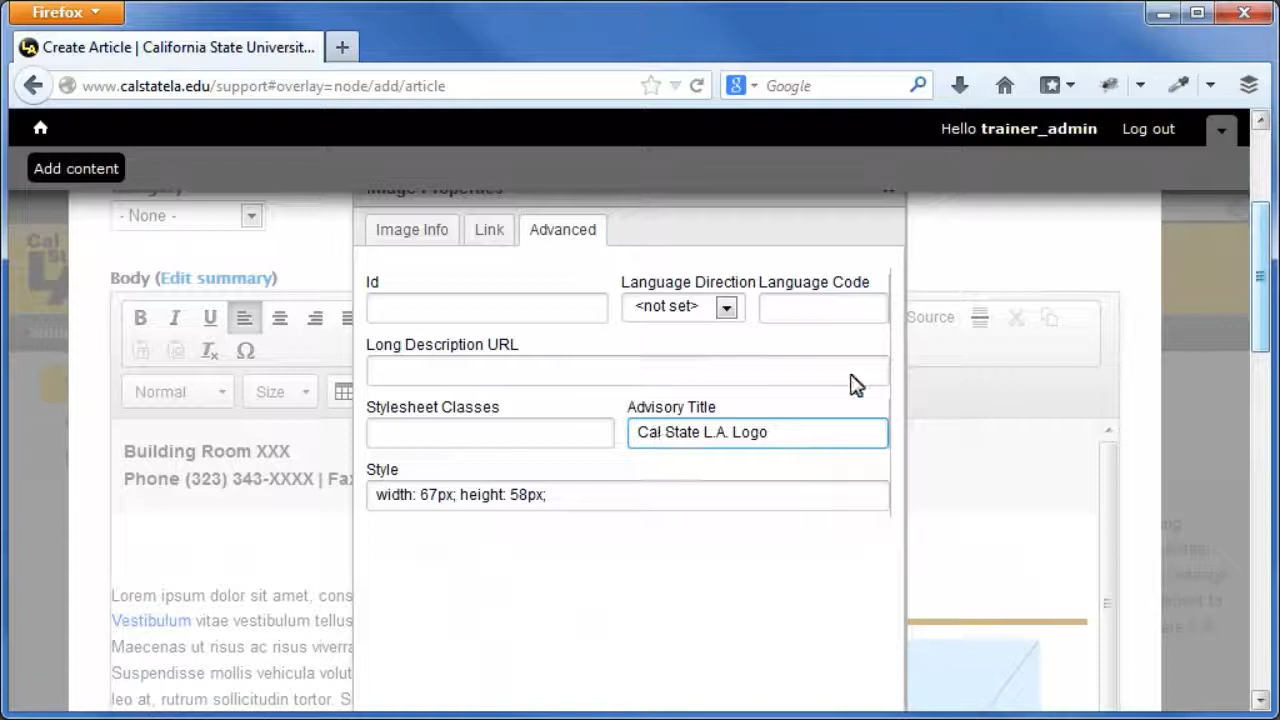 Firefox
Create Article | California State Universit...
www.calstatela.edu/support#overlay=node/add/article
Google
Hello trainer_admin Log out
Add content
Image Properties
- None -
Image Info Link Advanced
Body (Edit summary)
Id Language Direction Language Code
<not set>
Source
Long Description URL
Normal Size
Stylesheet Classes Advisory Title
Cal State L.A. Logo
Building Room XXX
Phone (323) 343-XXXX | Fa
Style
width: 67px; height: 58px;
Lorem ipsum dolor sit amet, cons
Vestibulum vitae vestibulum tellus
Maecenas ut risus ac risus viverra
Suspendisse mollis vehicula volut
leo at, rutrum sollicitudin tortor. S